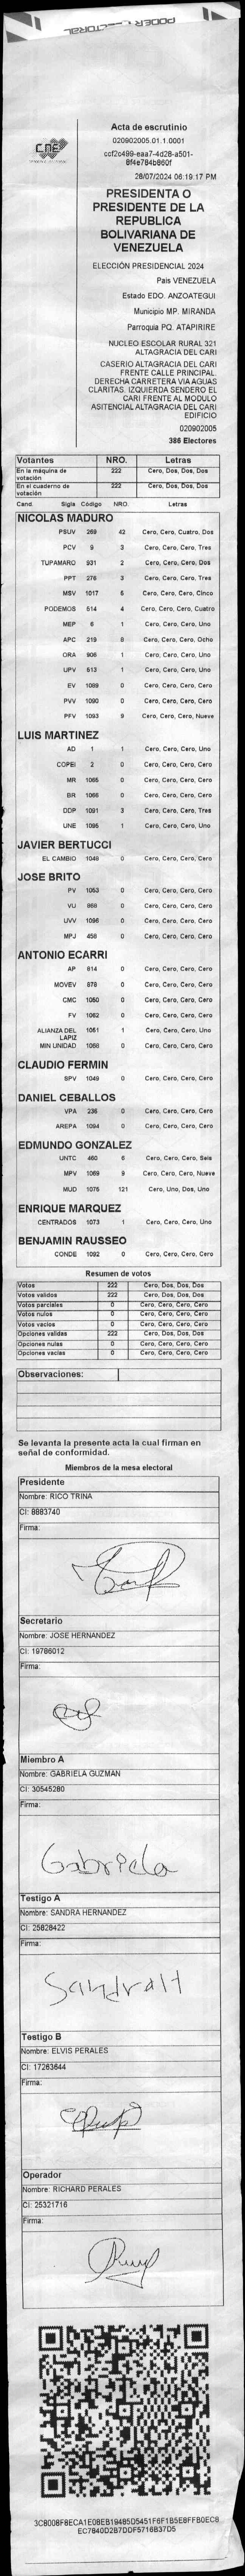 PODER ELECTORAL
CNE
Acta de escrutinio
020902005.01.1.0001
ccf2c499-eaa7-4d28-a501-
8f4e784b860f
28/07/2024 06:19:17 PM
PRESIDENTA O
PRESIDENTE DE LA
REPUBLICA
BOLIVARIANA DE
VENEZUELA
ELECCIÓN PRESIDENCIAL 2024
Pais VENEZUELA
Estado EDO. ANZOATEGUI
Municipio MP. MIRANDA
Parroquia PQ. ATAPIRIRE
NUCLEO ESCOLAR RURAL 321
ALTAGRACIA DEL CARI
CASERIO ALTAGRACIA DEL CARI
FRENTE CALLE PRINCIPAL.
DERECHA CARRETERA VIA AGUAS
CLARITAS. IZQUIERDA SENDERO EL
CARI FRENTE AL MODULO
ASITENCIAL ALTAGRACIA DEL CARI
EDIFICIO
020902005
386 Electores
Votantes NRO. Letras
En la máquina de votación 222 Cero, Dos, Dos, Dos
En el cuaderno de votación 222 Cero, Dos, Dos, Dos
Cand. Sigla Código NRO. Letras
NICOLAS MADURO
PSUV 269 42 Cero, Cero, Cuatro, Dos
PCV 9 3 Cero, Cero, Cero, Tres
TUPAMARO 931 2 Cero, Cero, Cero, Dos
PPT 276 3 Cero, Cero, Cero, Tres
MSV 1017 5 Cero, Cero, Cero, Cinco
PODEMOS 514 4 Cero, Cero, Cero, Cuatro
MEP 6 1 Cero, Cero, Cero, Uno
APC 219 8 Cero, Cero, Cero, Ocho
ORA 906 1 Cero, Cero, Cero, Uno
UPV 513 1 Cero, Cero, Cero, Uno
EV 1089 0 Cero, Cero, Cero, Cero
PVV 1090 0 Cero, Cero, Cero, Cero
PFV 1093 9 Cero, Cero, Cero, Nueve
LUIS MARTINEZ
AD 1 1 Cero, Cero, Cero, Uno
COPEI 2 0 Cero, Cero, Cero, Cero
MR 1065 0 Cero, Cero, Cero, Cero
BR 1066 0 Cero, Cero, Cero, Cero
DDP 1091 3 Cero, Cero, Cero, Tres
UNE 1095 1 Cero, Cero, Cero, Uno
JAVIER BERTUCCI
EL CAMBIO 1048 0 Cero, Cero, Cero, Cero
JOSE BRITO
PV 1053 0 Cero, Cero, Cero, Cero
VU 868 0 Cero, Cero, Cero, Cero
UVV 1096 0 Cero, Cero, Cero, Cero
MPJ 458 0 Cero, Cero, Cero, Cero
ANTONIO ECARRI
AP 814 0 Cero, Cero, Cero, Cero
MOVEV 878 0 Cero, Cero, Cero, Cero
CMC 1050 0 Cero, Cero, Cero, Cero
FV 1062 0 Cero, Cero, Cero, Cero
ALIANZA DEL LAPIZ 1051 1 Cero, Cero, Cero, Uno
MIN UNIDAD 1058 0 Cero, Cero, Cero, Cero
CLAUDIO FERMIN
SPV 1049 0 Cero, Cero, Cero, Cero
DANIEL CEBALLOS
VPA 235 0 Cero, Cero, Cero, Cero
AREPA 1094 0 Cero, Cero, Cero, Cero
EDMUNDO GONZALEZ
UNTC 460 6 Cero, Cero, Cero, Seis
MPV 1069 9 Cero, Cero, Cero, Nueve
MUD 1075 121 Cero, Uno, Dos, Uno
ENRIQUE MARQUEZ
CENTRADOS 1073 1 Cero, Cero, Cero, Uno
BENJAMIN RAUSSEO
CONDE 1092 0 Cero, Cero, Cero, Cero
Resumen de votos
Votos 222 Cero, Dos, Dos, Dos
Votos validos 222 Cero, Dos, Dos, Dos
Votos parciales 0 Cero, Cero, Cero, Cero
Votos nulos 0 Cero, Cero, Cero, Cero
Votos vacios 0 Cero, Cero, Cero, Cero
Opciones validas 222 Cero, Dos, Dos, Dos
Opciones nulas 0 Cero, Cero, Cero, Cero
Opciones vacias 0 Cero, Cero, Cero, Cero
Observaciones:
Se levanta la presente acta la cual firman en
señal de conformidad.
Miembros de la mesa electoral
Presidente
Nombre: RICO TRINA
CI: 8883740
Firma:
Secretario
Nombre: JOSE HERNANDEZ
CI: 19786012
Firma:
Miembro A
Nombre: GABRIELA GUZMAN
CI: 30545280
Firma:
Gabriela
Testigo A
Nombre: SANDRA HERNANDEZ
CI: 25828422
Firma:
Sandra H
Testigo B
Nombre: ELVIS PERALES
CI: 17263644
Firma:
Operador
Nombre: RICHARD PERALES
CI: 25321716
Firma:
3C8008F8ECA1E08EB19485D5451F6F1B5E8FFB0EC8
EC7840D2B7DDF5716B37D5